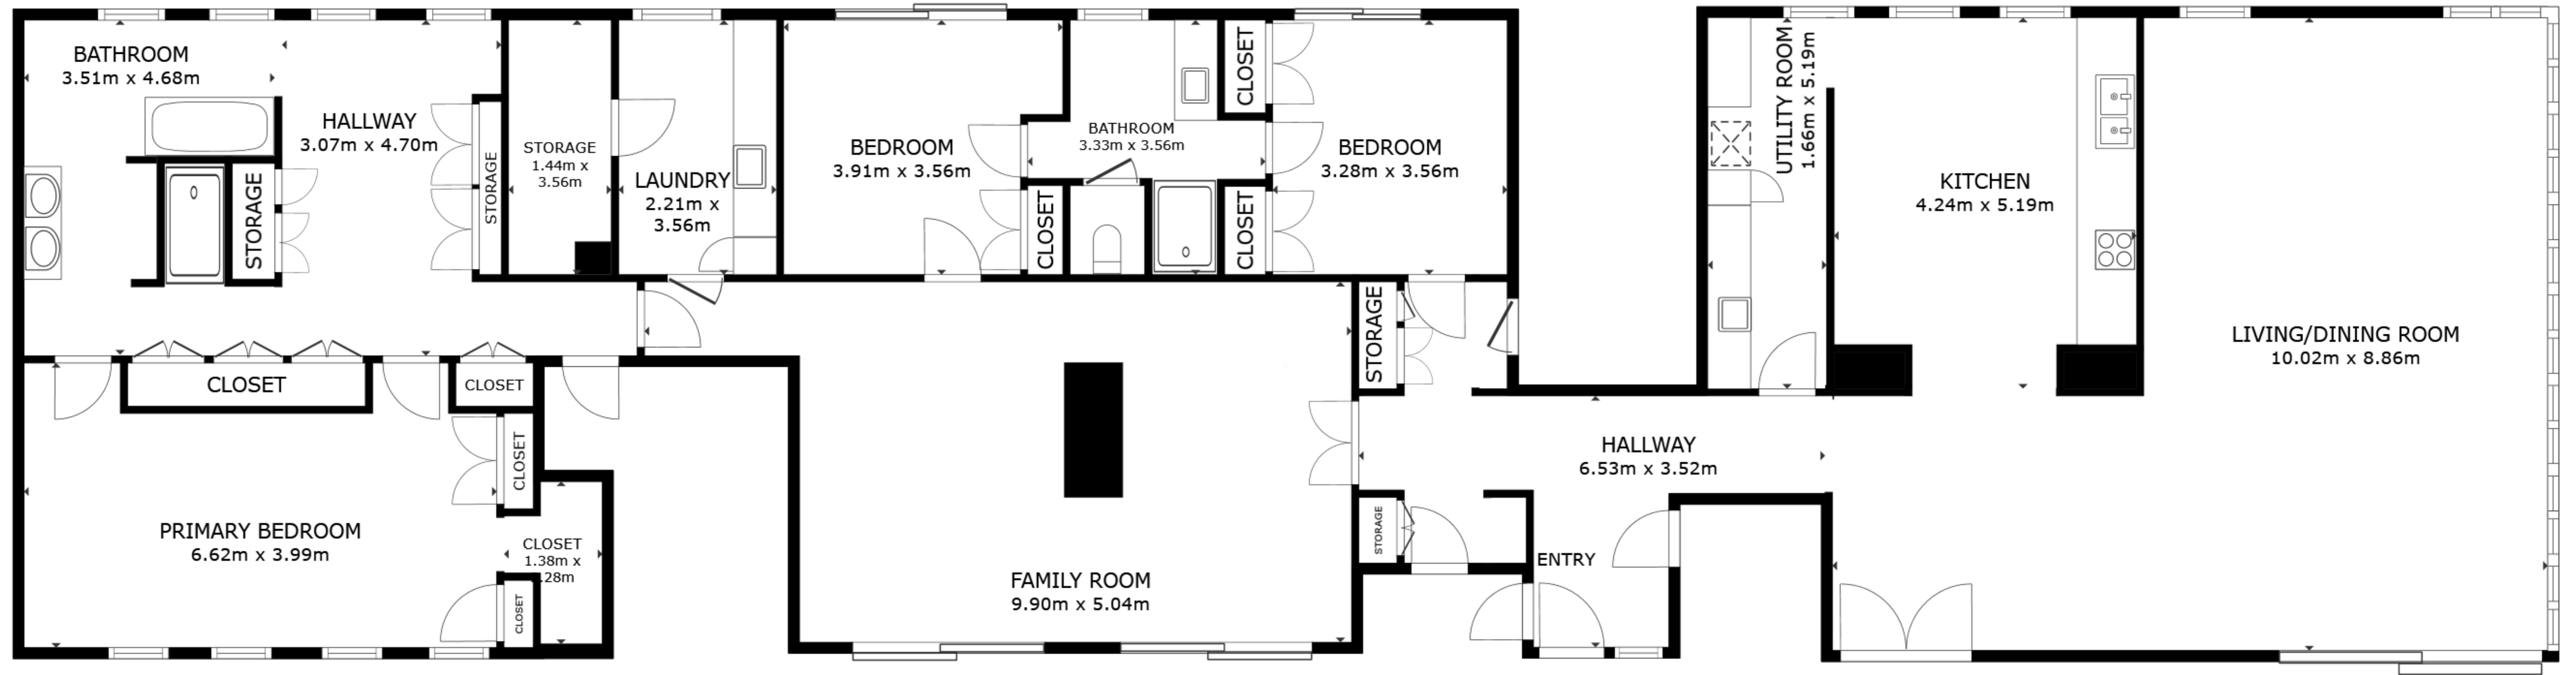 BATHROOM
3.51m x 4.68m
HALLWAY
3.07m x 4.70m
STORAGE
STORAGE
STORAGE
1.44m x
3.56m
LAUNDRY
2.21m x
3.56m
BEDROOM
3.91m x 3.56m
CLOSET
BATHROOM
3.33m x 3.56m
CLOSET
CLOSET
BEDROOM
3.28m x 3.56m
UTILITY ROOM
1.66m x 5.19m
KITCHEN
4.24m x 5.19m
LIVING/DINING ROOM
10.02m x 8.86m
STORAGE
CLOSET
CLOSET
CLOSET
PRIMARY BEDROOM
6.62m x 3.99m
CLOSET
1.38m x
.28m
CLOSET
FAMILY ROOM
9.90m x 5.04m
HALLWAY
6.53m x 3.52m
STORAGE
ENTRY